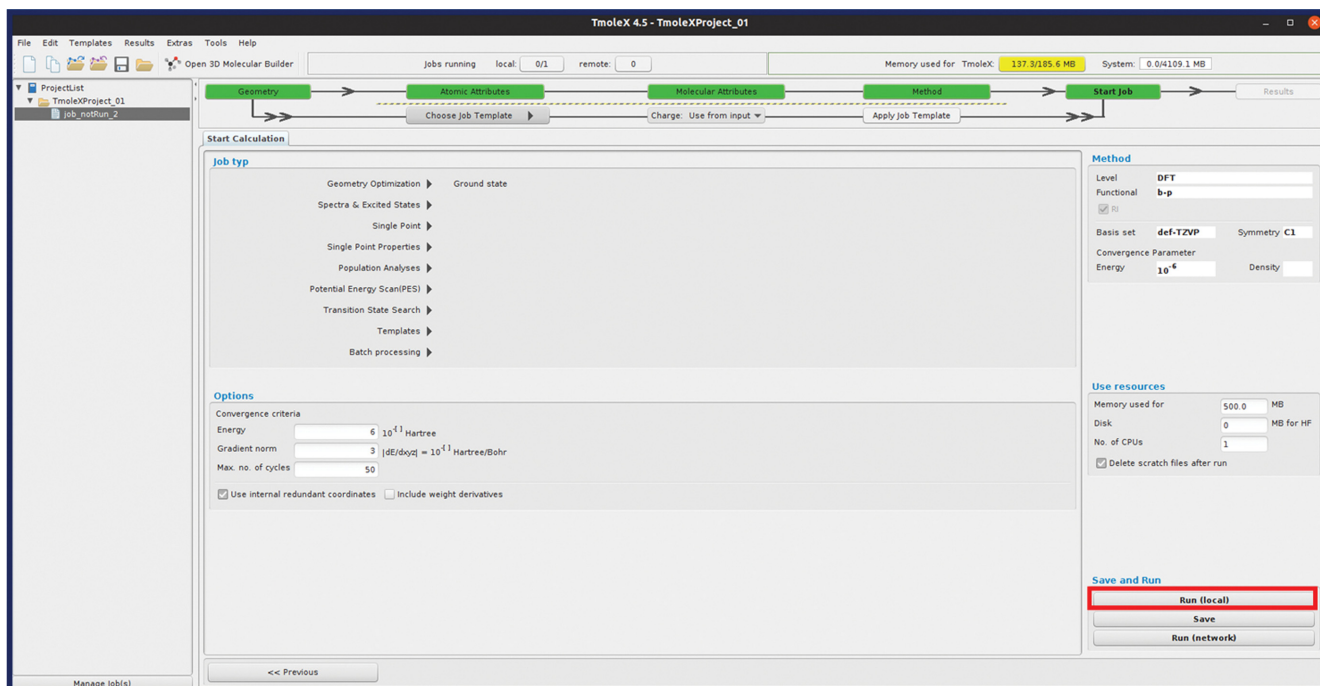 TmoleX 4.5 - TmoleXProject_01
File Edit Templates Results Extras Tools Help
Open 3D Molecular Builder
Jobs running local: 0/1 remote: 0
Memory used for TmoleX: 137.3/185.6 MB System: 0.0/4109.1 MB
ProjectList
TmoleXProject_01
job_notRun_2
Manage Job(s)
Geometry Atomic Attributes Molecular Attributes Method Start Job Results
Choose Job Template Charge: Use from input Apply Job Template
Start Calculation
Job typ
Geometry Optimization Ground state
Spectra & Excited States
Single Point
Single Point Properties
Population Analyses
Potential Energy Scan(PES)
Transition State Search
Templates
Batch processing
Options
Convergence criteria
Energy 6 10^-[ ] Hartree
Gradient norm 3 |dE/dxyz| = 10^-[ ] Hartree/Bohr
Max. no. of cycles 50
Use internal redundant coordinates Include weight derivatives
<< Previous
Method
Level DFT
Functional b-p
RI
Basis set def-TZVP Symmetry C1
Convergence Parameter
Energy 10^-6 Density
Use resources
Memory used for 500.0 MB
Disk 0 MB for HF
No. of CPUs 1
Delete scratch files after run
Save and Run
Run (local)
Save
Run (network)